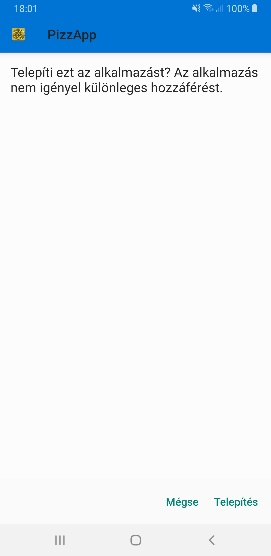 18:01
100%
PizzApp
Telepíti ezt az alkalmazást? Az alkalmazás
nem igényel különleges hozzáférést.
Mégse
Telepítés